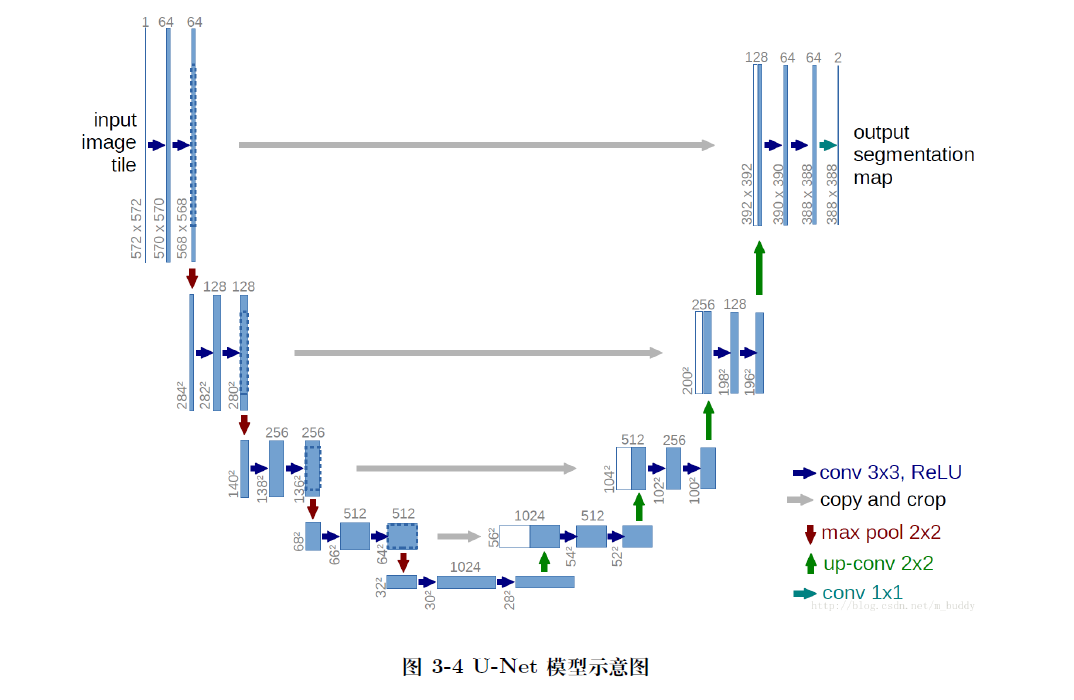 1 64 64
input
image
tile
572 x 572
570 x 570
568 x 568
128 64 64 2
output
segmentation
map
392 x 392
390 x 390
388 x 388
388 x 388
128 128
284²
282²
280²
256 128
200²
198²
196²
256 256
140²
138²
136²
512 256
104²
102²
100²
512 512
68²
66²
64²
1024 512
56²
54²
52²
1024
32²
30²
28²
conv 3x3, ReLU
copy and crop
max pool 2x2
up-conv 2x2
conv 1x1
http://blog.csdn.net/m_buddy
图 3-4 U-Net 模型示意图